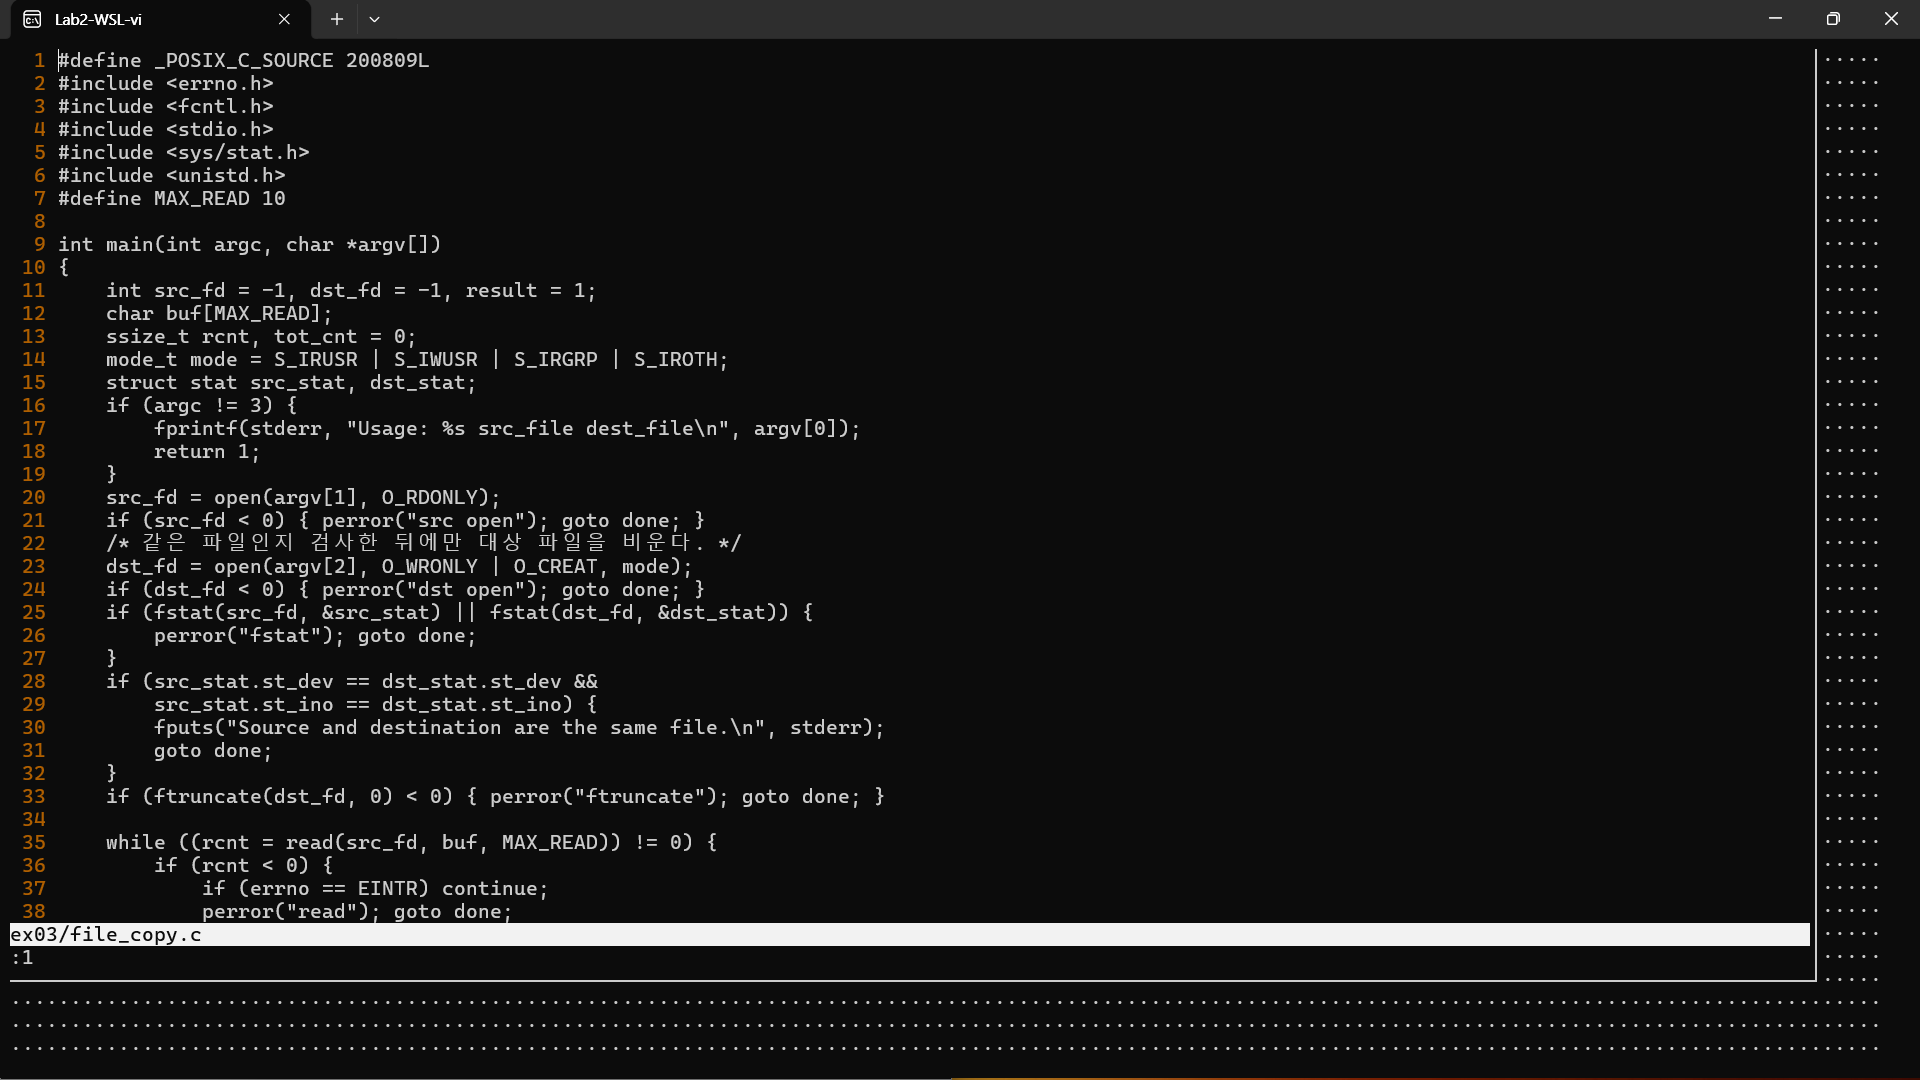 Lab2-WSL-vi
1 #define _POSIX_C_SOURCE 200809L
2 #include <errno.h>
3 #include <fcntl.h>
4 #include <stdio.h>
5 #include <sys/stat.h>
6 #include <unistd.h>
7 #define MAX_READ 10
8
9 int main(int argc, char *argv[])
10 {
11     int src_fd = -1, dst_fd = -1, result = 1;
12     char buf[MAX_READ];
13     ssize_t rcnt, tot_cnt = 0;
14     mode_t mode = S_IRUSR | S_IWUSR | S_IRGRP | S_IROTH;
15     struct stat src_stat, dst_stat;
16     if (argc != 3) {
17         fprintf(stderr, "Usage: %s src_file dest_file\n", argv[0]);
18         return 1;
19     }
20     src_fd = open(argv[1], O_RDONLY);
21     if (src_fd < 0) { perror("src open"); goto done; }
22     /* 같은 파일인지 검사한 뒤에만 대상 파일을 비운다. */
23     dst_fd = open(argv[2], O_WRONLY | O_CREAT, mode);
24     if (dst_fd < 0) { perror("dst open"); goto done; }
25     if (fstat(src_fd, &src_stat) || fstat(dst_fd, &dst_stat)) {
26         perror("fstat"); goto done;
27     }
28     if (src_stat.st_dev == dst_stat.st_dev &&
29         src_stat.st_ino == dst_stat.st_ino) {
30         fputs("Source and destination are the same file.\n", stderr);
31         goto done;
32     }
33     if (ftruncate(dst_fd, 0) < 0) { perror("ftruncate"); goto done; }
34
35     while ((rcnt = read(src_fd, buf, MAX_READ)) != 0) {
36         if (rcnt < 0) {
37             if (errno == EINTR) continue;
38             perror("read"); goto done;
ex03/file_copy.c
:1